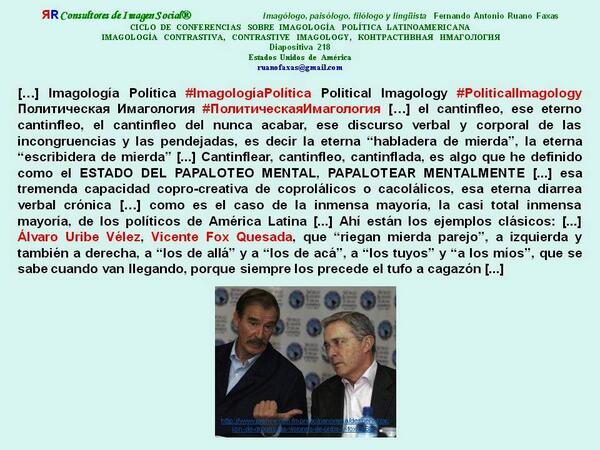 ЯR Consultores de Imagen Social® Imagólogo, paisólogo, filólogo y lingüista Fernando Antonio Ruano Faxas
CICLO DE CONFERENCIAS SOBRE IMAGOLOGÍA POLÍTICA LATINOAMERICANA
IMAGOLOGÍA CONTRASTIVA, CONTRASTIVE IMAGOLOGY, КОНТРАСТИВНАЯ ИМАГОЛОГИЯ
Diapositiva 218
Estados Unidos de América
ruanofaxas@gmail.com
[…] Imagología Política #ImagologíaPolítica Political Imagology #PoliticalImagology
Политическая Имагология #ПолитическаяИмагология […] el cantinfleo, ese eterno
cantinfleo, el cantinfleo del nunca acabar, ese discurso verbal y corporal de las
incongruencias y las pendejadas, es decir la eterna “habladera de mierda”, la eterna
“escribidera de mierda” [...] Cantinflear, cantinfleo, cantinflada, es algo que he definido
como el ESTADO DEL PAPALOTEO MENTAL, PAPALOTEAR MENTALMENTE [...] esa
tremenda capacidad copro-creativa de coprolálicos o cacolálicos, esa eterna diarrea
verbal crónica […] como es el caso de la inmensa mayoría, la casi total inmensa
mayoría, de los políticos de América Latina [...] Ahí están los ejemplos clásicos: [...]
Álvaro Uribe Vélez, Vicente Fox Quesada, que “riegan mierda parejo”, a izquierda y
también a derecha, a “los de allá” y a “los de acá”, a “los tuyos” y “a los míos”, que se
sabe cuando van llegando, porque siempre los precede el tufo a cagazón [...]